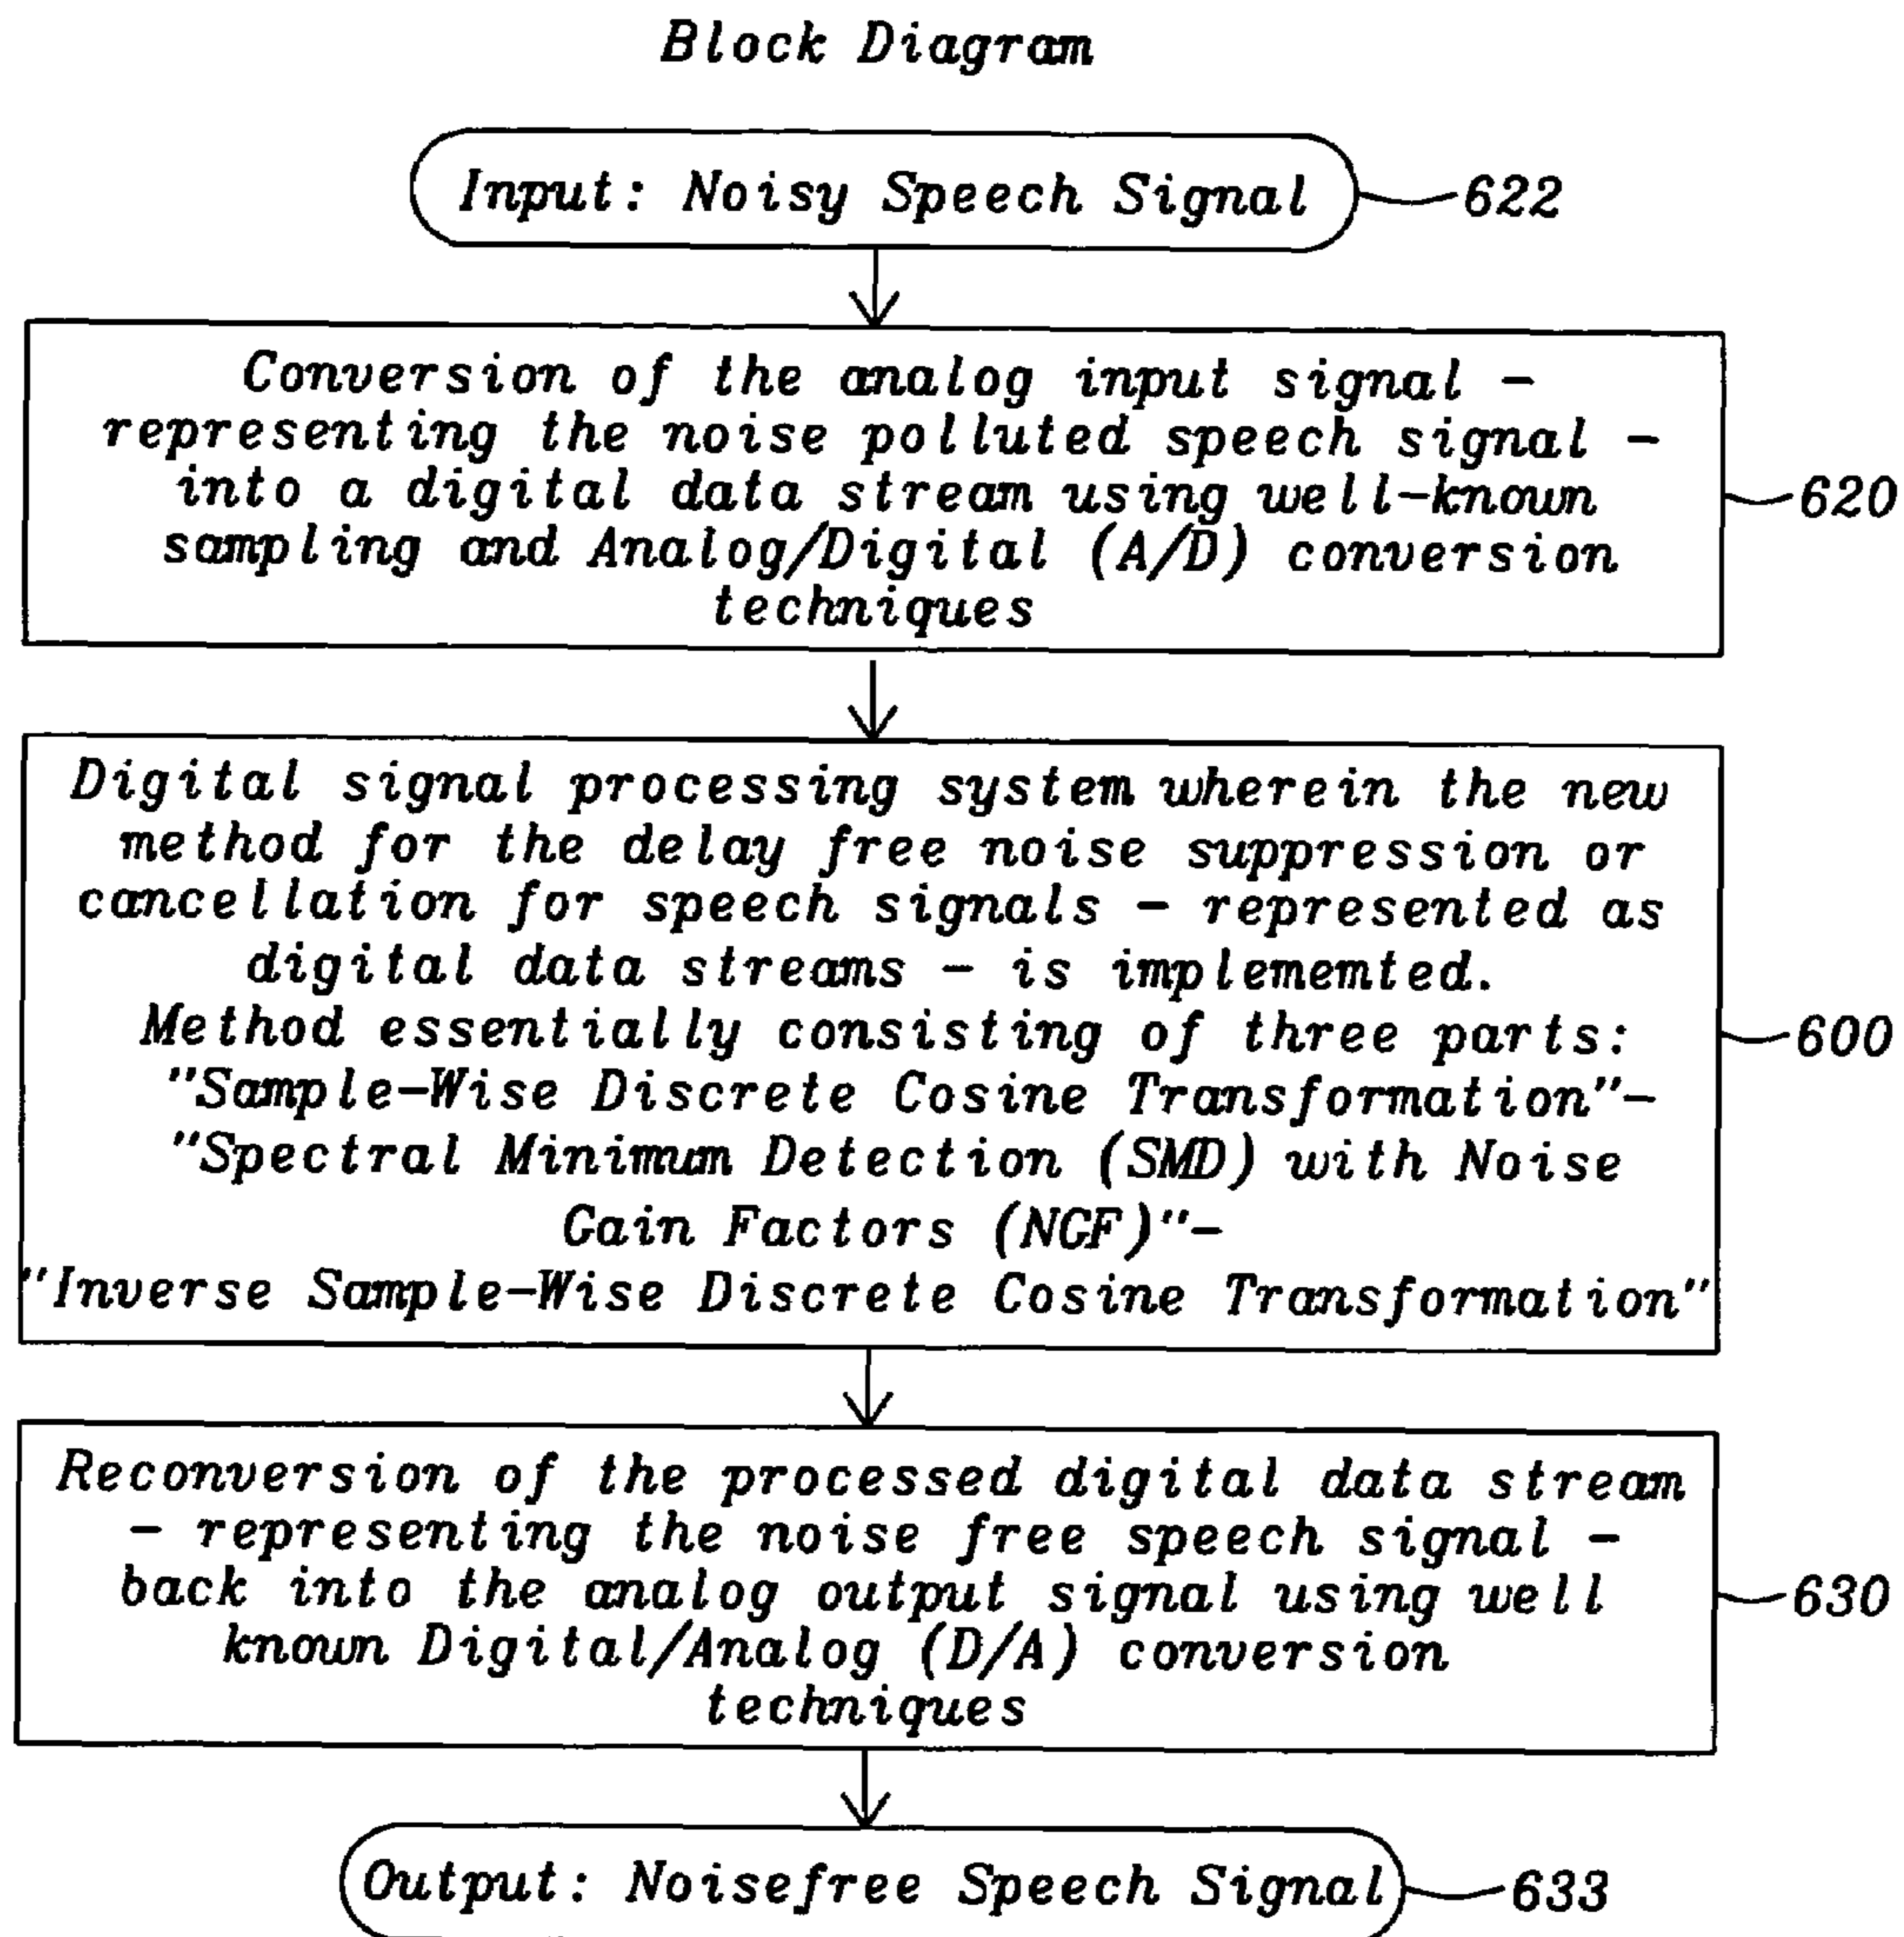 Block Diagram
Input: Noisy Speech Signal
622
Conversion of the analog input signal –
representing the noise polluted speech signal –
into a digital data stream using well-known
sampling and Analog/Digital (A/D) conversion
techniques
620
Digital signal processing system wherein the new
method for the delay free noise suppression or
cancellation for speech signals – represented as
digital data streams – is implememted.
Method essentially consisting of three parts:
"Sample-Wise Discrete Cosine Transformation"–
"Spectral Minimum Detection (SMD) with Noise
Gain Factors (NGF)"–
"Inverse Sample-Wise Discrete Cosine Transformation"
600
Reconversion of the processed digital data stream
– representing the noise free speech signal –
back into the analog output signal using well
known Digital/Analog (D/A) conversion
techniques
630
Output: Noisefree Speech Signal
633